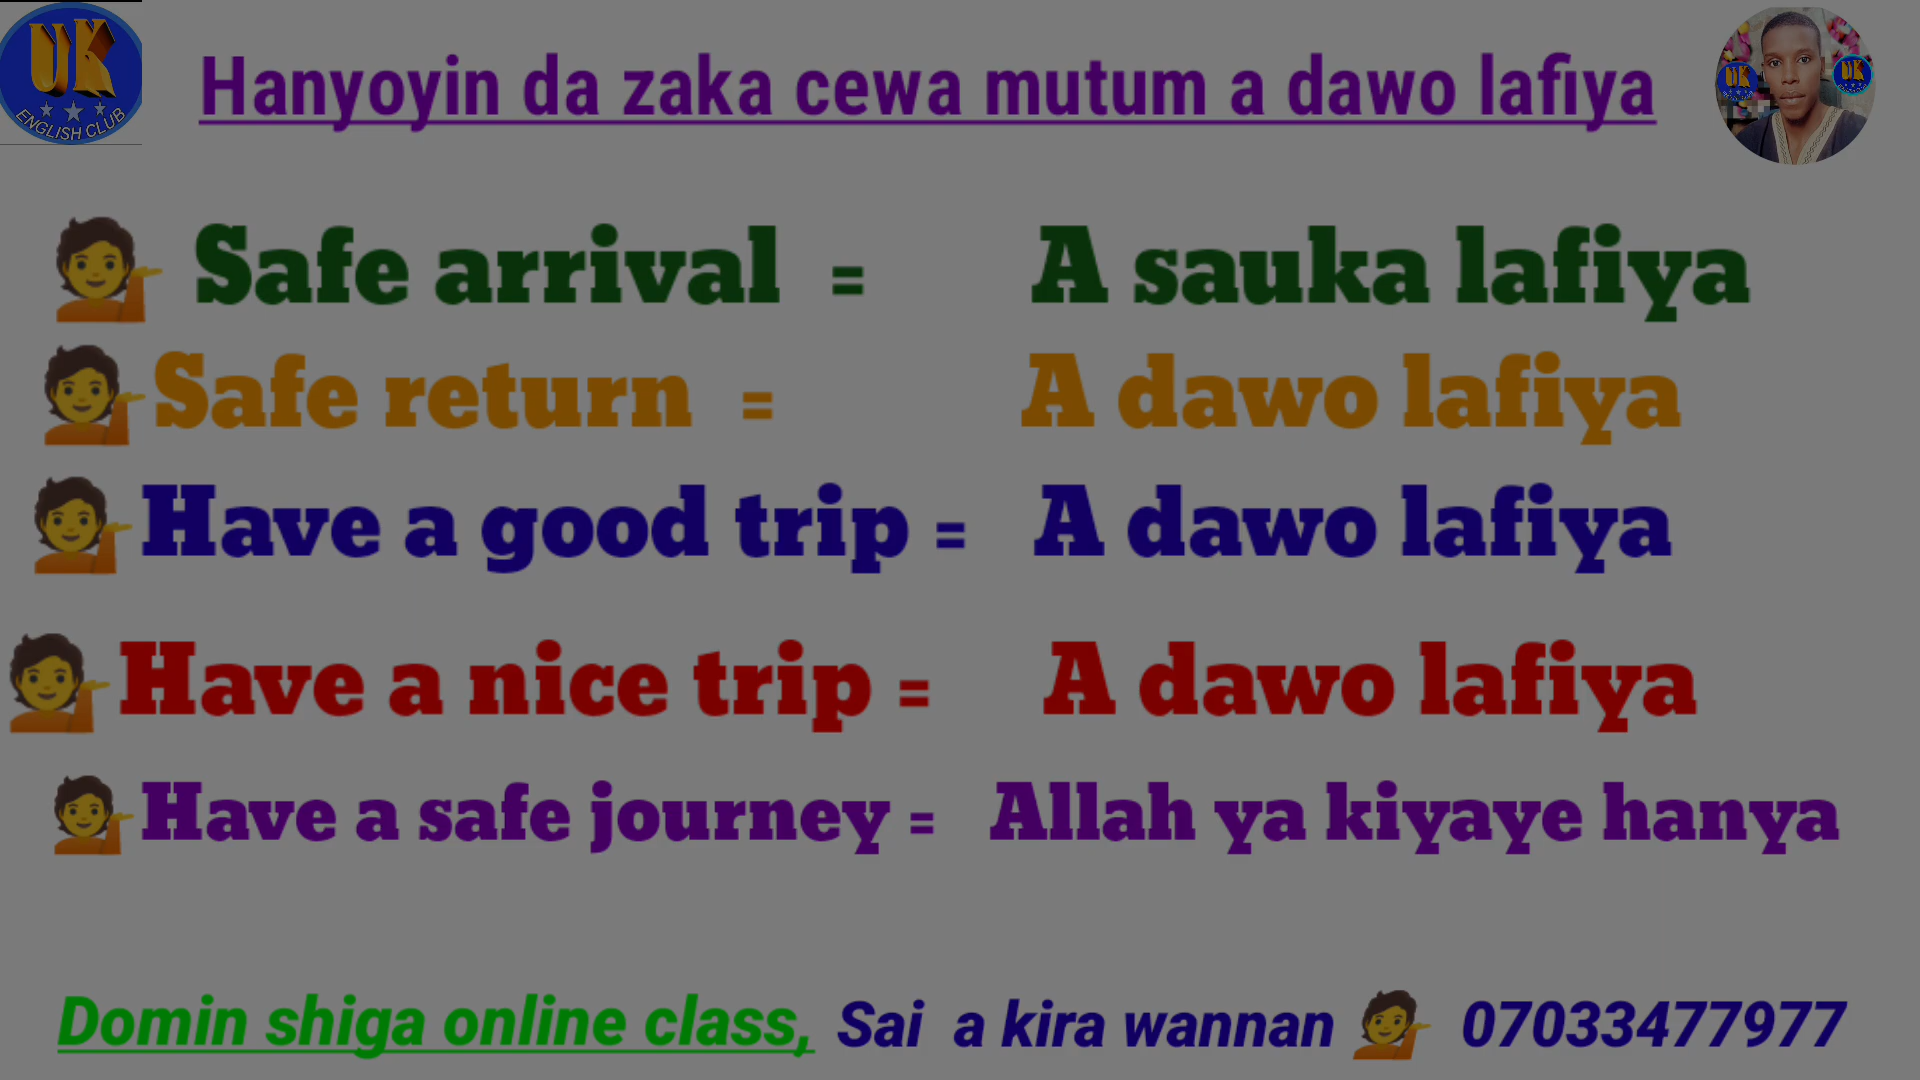 UK
ENGLISH CLUB
Hanyoyin da zaka cewa mutum a dawo lafiya
UK UK
Safe arrival = A sauka lafiya
Safe return = A dawo lafiya
Have a good trip = A dawo lafiya
Have a nice trip = A dawo lafiya
Have a safe journey = Allah ya kiyaye hanya
Domin shiga online class, Sai a kira wannan 07033477977